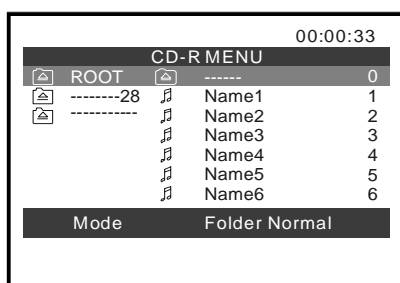 00:00:33
CD-R MENU
ROOT ------ 0
--------28 Name1 1
----------- Name2 2
Name3 3
Name4 4
Name5 5
Name6 6
Mode Folder Normal